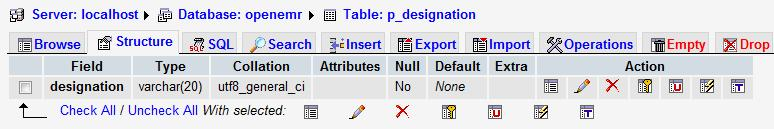 Server: localhost ▸ Database: openemr ▸ Table: p_designation
Browse Structure SQL Search Insert Export Import Operations Empty Drop
Field Type Collation Attributes Null Default Extra Action
designation varchar(20) utf8_general_ci No None
Check All / Uncheck All With selected: